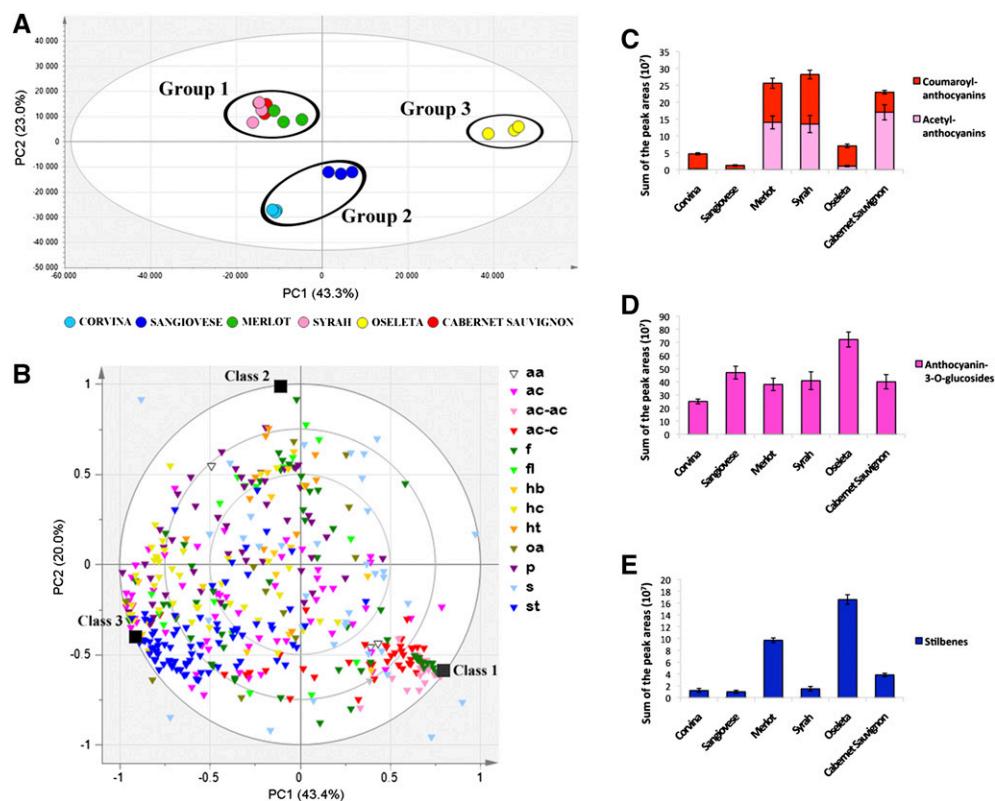 A
40 000
30 000
20 000
10 000
0
-10 000
-20 000
-30 000
-40 000
-50 000
PC2 (23.0%)
Group 1
Group 3
Group 2
-60 000
-40 000
-20 000
0
20 000
40 000
PC1 (43.3%)
CORVINA
SANGIOVESE
MERLOT
SYRAH
OSELETA
CABERNET SAUVIGNON
B
1
0.5
0
-0.5
-1
PC2 (20.0%)
Class 2
Class 3
Class 1
-1
-0.5
0
0.5
1
PC1 (43.4%)
aa
ac
ac-ac
ac-c
f
fl
hb
hc
ht
oa
p
s
st
C
Sum of the peak areas (10⁷)
35
30
25
20
15
10
5
0
Corvina
Sangiovese
Merlot
Syrah
Oseleta
Cabernet Sauvignon
Coumaroyl-
anthocyanins
Acetyl-
anthocyanins
D
Sum of the peak areas (10⁷)
90
80
70
60
50
40
30
20
10
0
Corvina
Sangiovese
Merlot
Syrah
Oseleta
Cabernet Sauvignon
Anthocyanin-
3-O-glucosides
E
Sum of the peak areas (10⁷)
18
16
14
12
10
8
6
4
2
0
Corvina
Sangiovese
Merlot
Syrah
Oseleta
Cabernet Sauvignon
Stilbenes